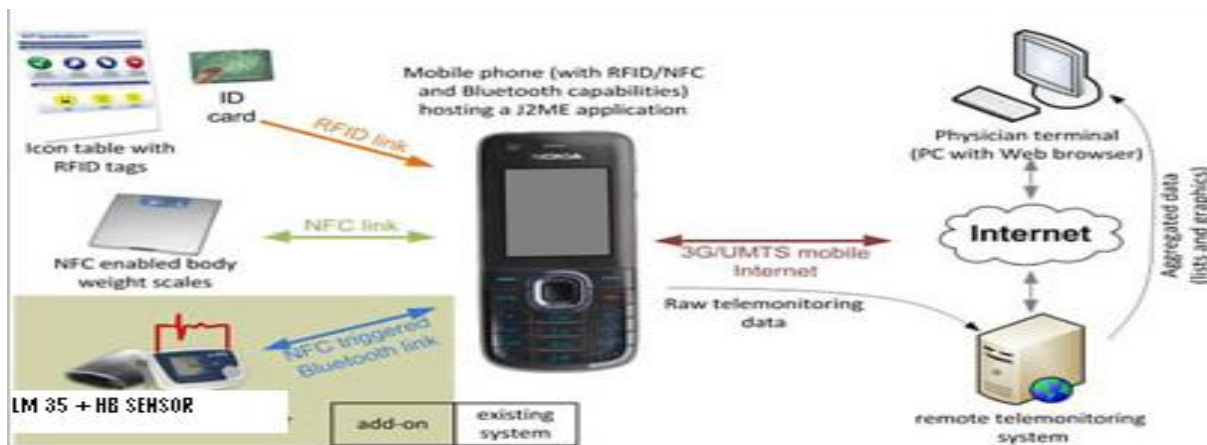 ID
card
Icon table with
RFID tags
RFID link
Mobile phone (with RFID/NFC
and Bluetooth capabilities)
hosting a J2ME application
NOKIA
NFC enabled body
weight scales
NFC link
NFC triggered
Bluetooth link
LM 35 + HB SENSOR
add-on
existing
system
3G/UMTS mobile
Internet
Raw telemonitoring
data
Physician terminal
(PC with Web browser)
Internet
Aggregated data
(lists and graphics)
remote telemonitoring
system